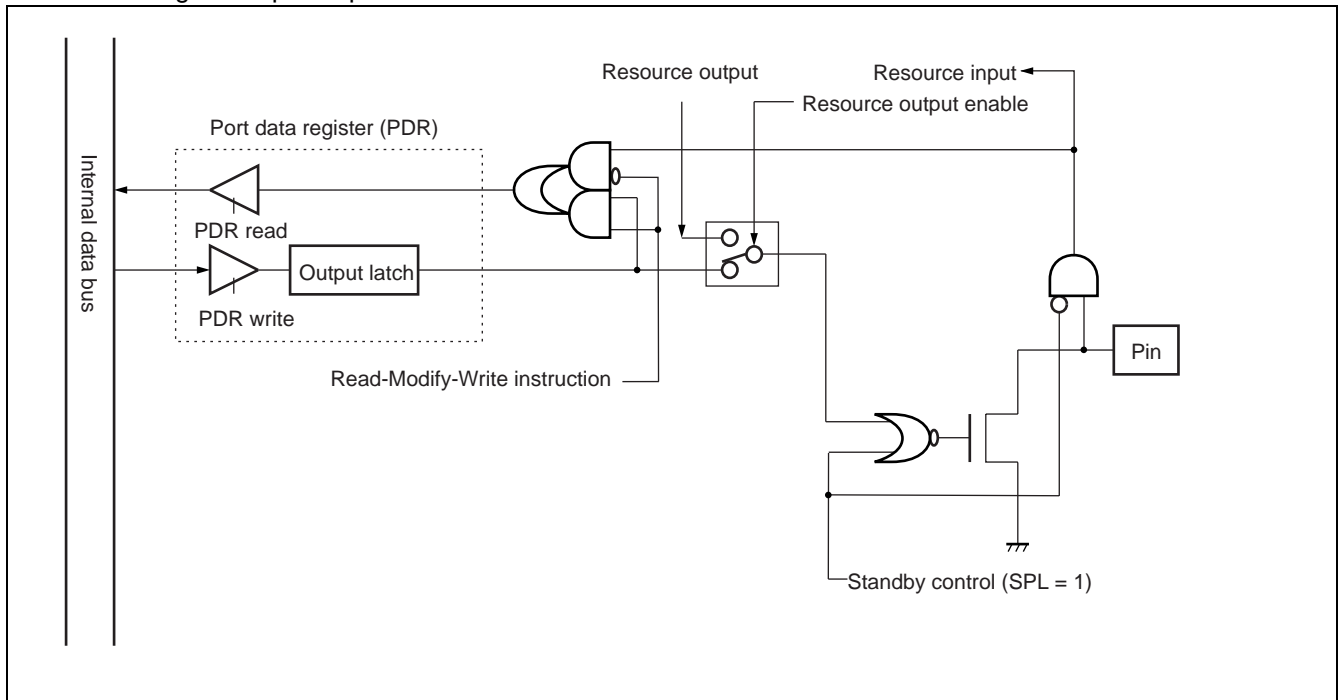 Resource output
Resource input
Resource output enable
Port data register (PDR)
Internal data bus
PDR read
Output latch
PDR write
Pin
Read-Modify-Write instruction
Standby control (SPL = 1)